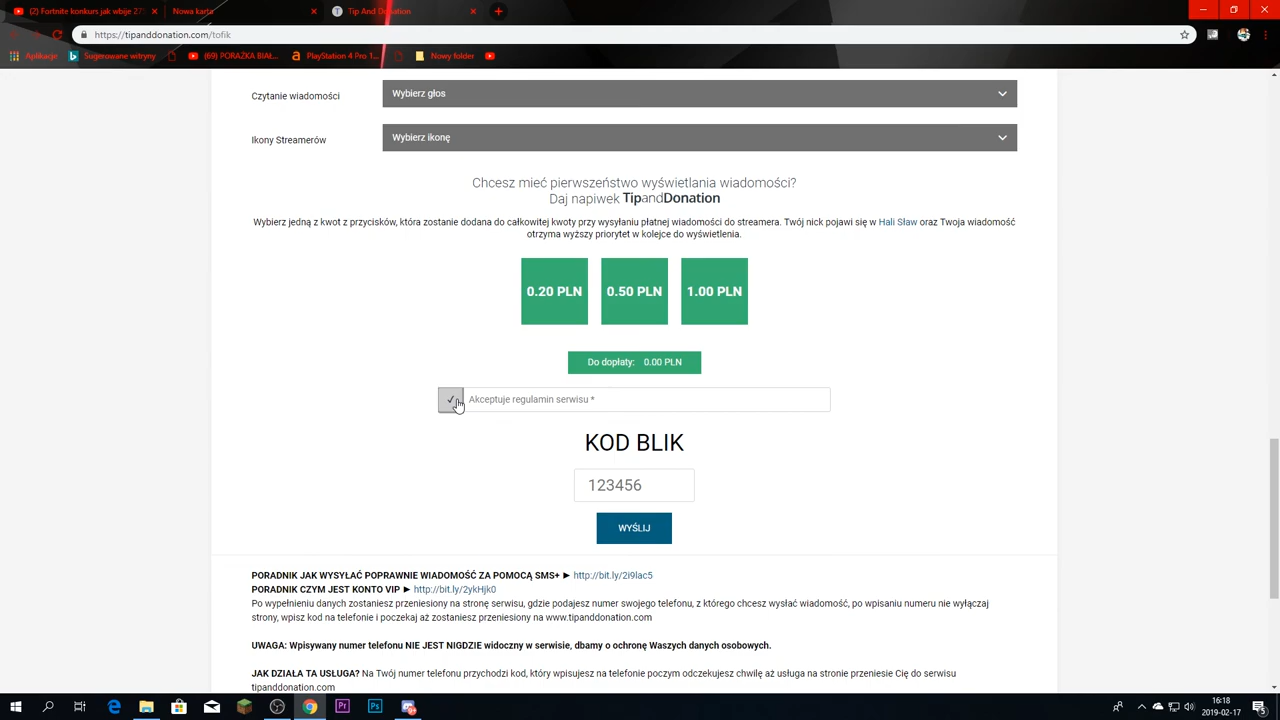 (2) Fortnite konkurs jak wbije 27
Nowa karta
Tip And Donation
https://tipanddonation.com/tofik
Aplikacje
Sugerowane witryny
(69) PORAŻKA BIAŁ...
PlayStation 4 Pro 1...
Nowy folder
Czytanie wiadomości
Wybierz głos
Ikony Streamerów
Wybierz ikonę
Chcesz mieć pierwszeństwo wyświetlania wiadomości?
Daj napiwek TipandDonation
Wybierz jedną z kwot z przycisków, która zostanie dodana do całkowitej kwoty przy wysyłaniu płatnej wiadomości do streamera. Twój nick pojawi się w Hali Sław oraz Twoja wiadomość
otrzyma wyższy priorytet w kolejce do wyświetlenia.
0.20 PLN 0.50 PLN 1.00 PLN
Do dopłaty: 0.00 PLN
Akceptuje regulamin serwisu *
KOD BLIK
123456
WYŚLIJ
PORADNIK JAK WYSYŁAĆ POPRAWNIE WIADOMOŚĆ ZA POMOCĄ SMS+ ► http://bit.ly/2i9lac5
PORADNIK CZYM JEST KONTO VIP ► http://bit.ly/2ykHjk0
Po wypełnieniu danych zostaniesz przeniesiony na stronę serwisu, gdzie podajesz numer swojego telefonu, z którego chcesz wysłać wiadomość, po wpisaniu numeru nie wyłączaj
strony, wpisz kod na telefonie i poczekaj aż zostaniesz przeniesiony na www.tipanddonation.com
UWAGA: Wpisywany numer telefonu NIE JEST NIGDZIE widoczny w serwisie, dbamy o ochronę Waszych danych osobowych.
JAK DZIAŁA TA USŁUGA? Na Twój numer telefonu przychodzi kod, który wpisujesz na telefonie poczym odczekujesz chwilę aż usługa na stronie przeniesie Cię do serwisu
tipanddonation.com
16:18
2019-02-17